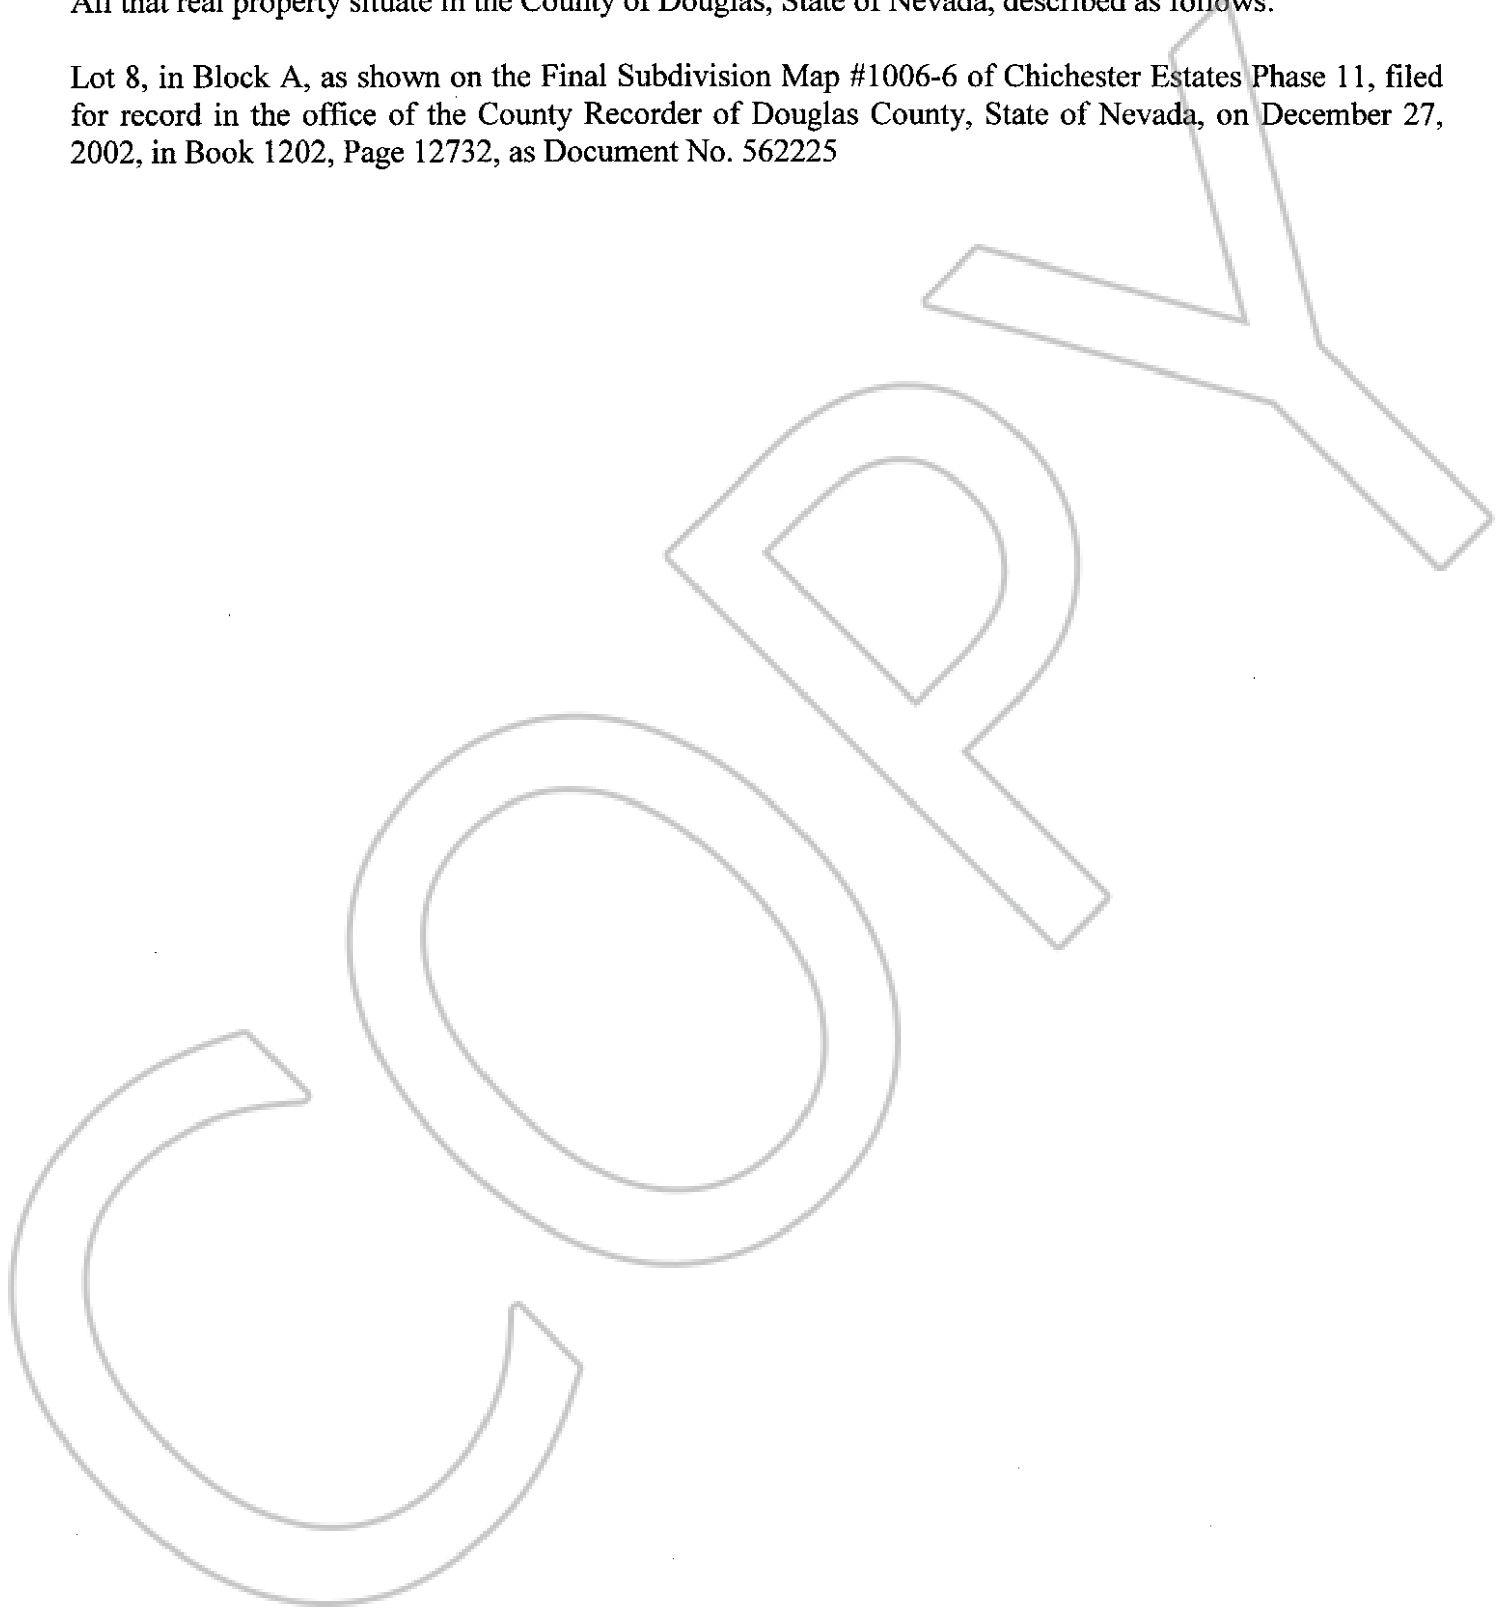 All that real property situate in the County of Douglas, State of Nevada, described as follows:
Lot 8, in Block A, as shown on the Final Subdivision Map #1006-6 of Chichester Estates Phase 11, filed
for record in the office of the County Recorder of Douglas County, State of Nevada, on December 27,
2002, in Book 1202, Page 12732, as Document No. 562225
COPY